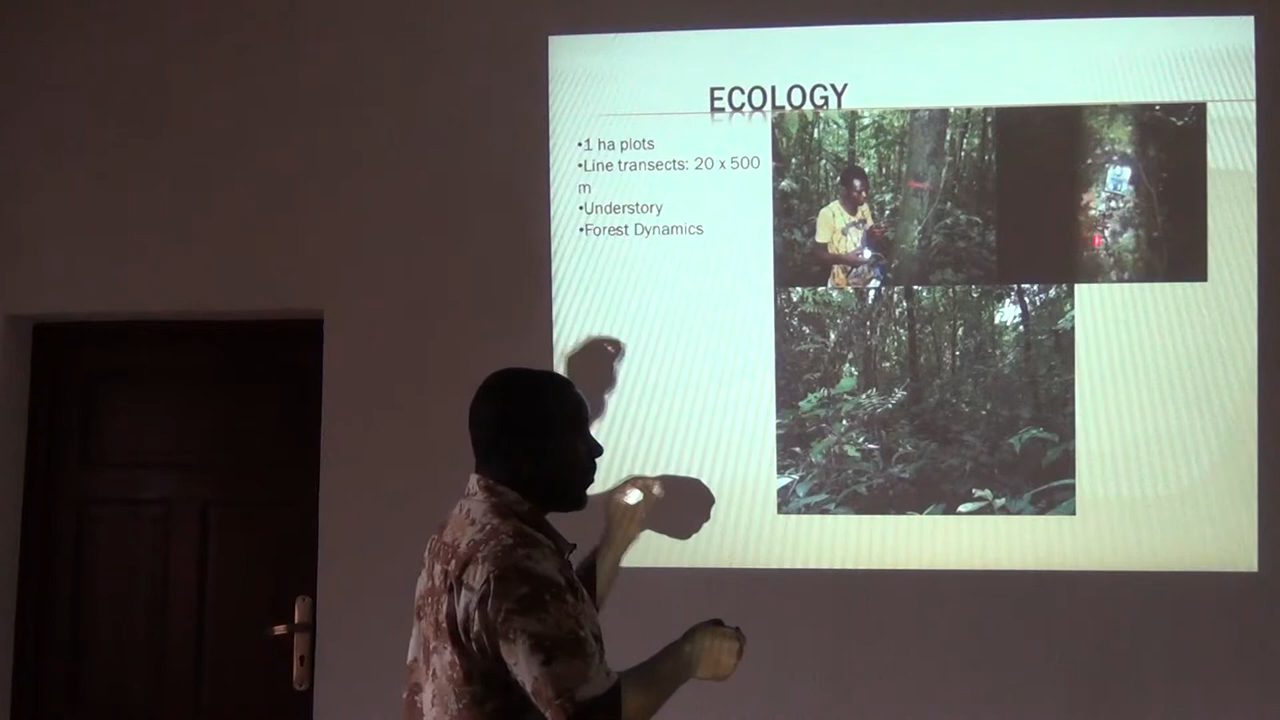 ECOLOGY
•1 ha plots
•Line transects: 20 x 500
m
•Understory
•Forest Dynamics